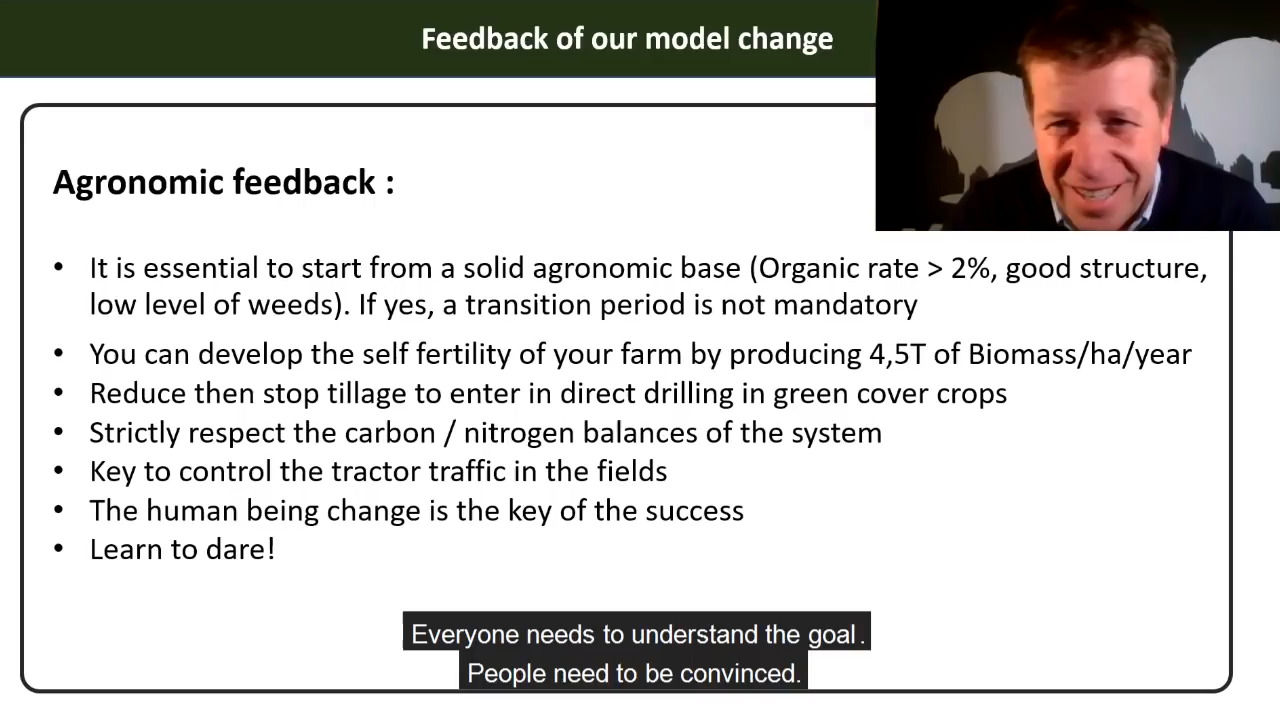 Feedback of our model change
Agronomic feedback :
• It is essential to start from a solid agronomic base (Organic rate > 2%, good structure,
low level of weeds). If yes, a transition period is not mandatory
• You can develop the self fertility of your farm by producing 4,5T of Biomass/ha/year
• Reduce then stop tillage to enter in direct drilling in green cover crops
• Strictly respect the carbon / nitrogen balances of the system
• Key to control the tractor traffic in the fields
• The human being change is the key of the success
• Learn to dare!
Everyone needs to understand the goal.
People need to be convinced.